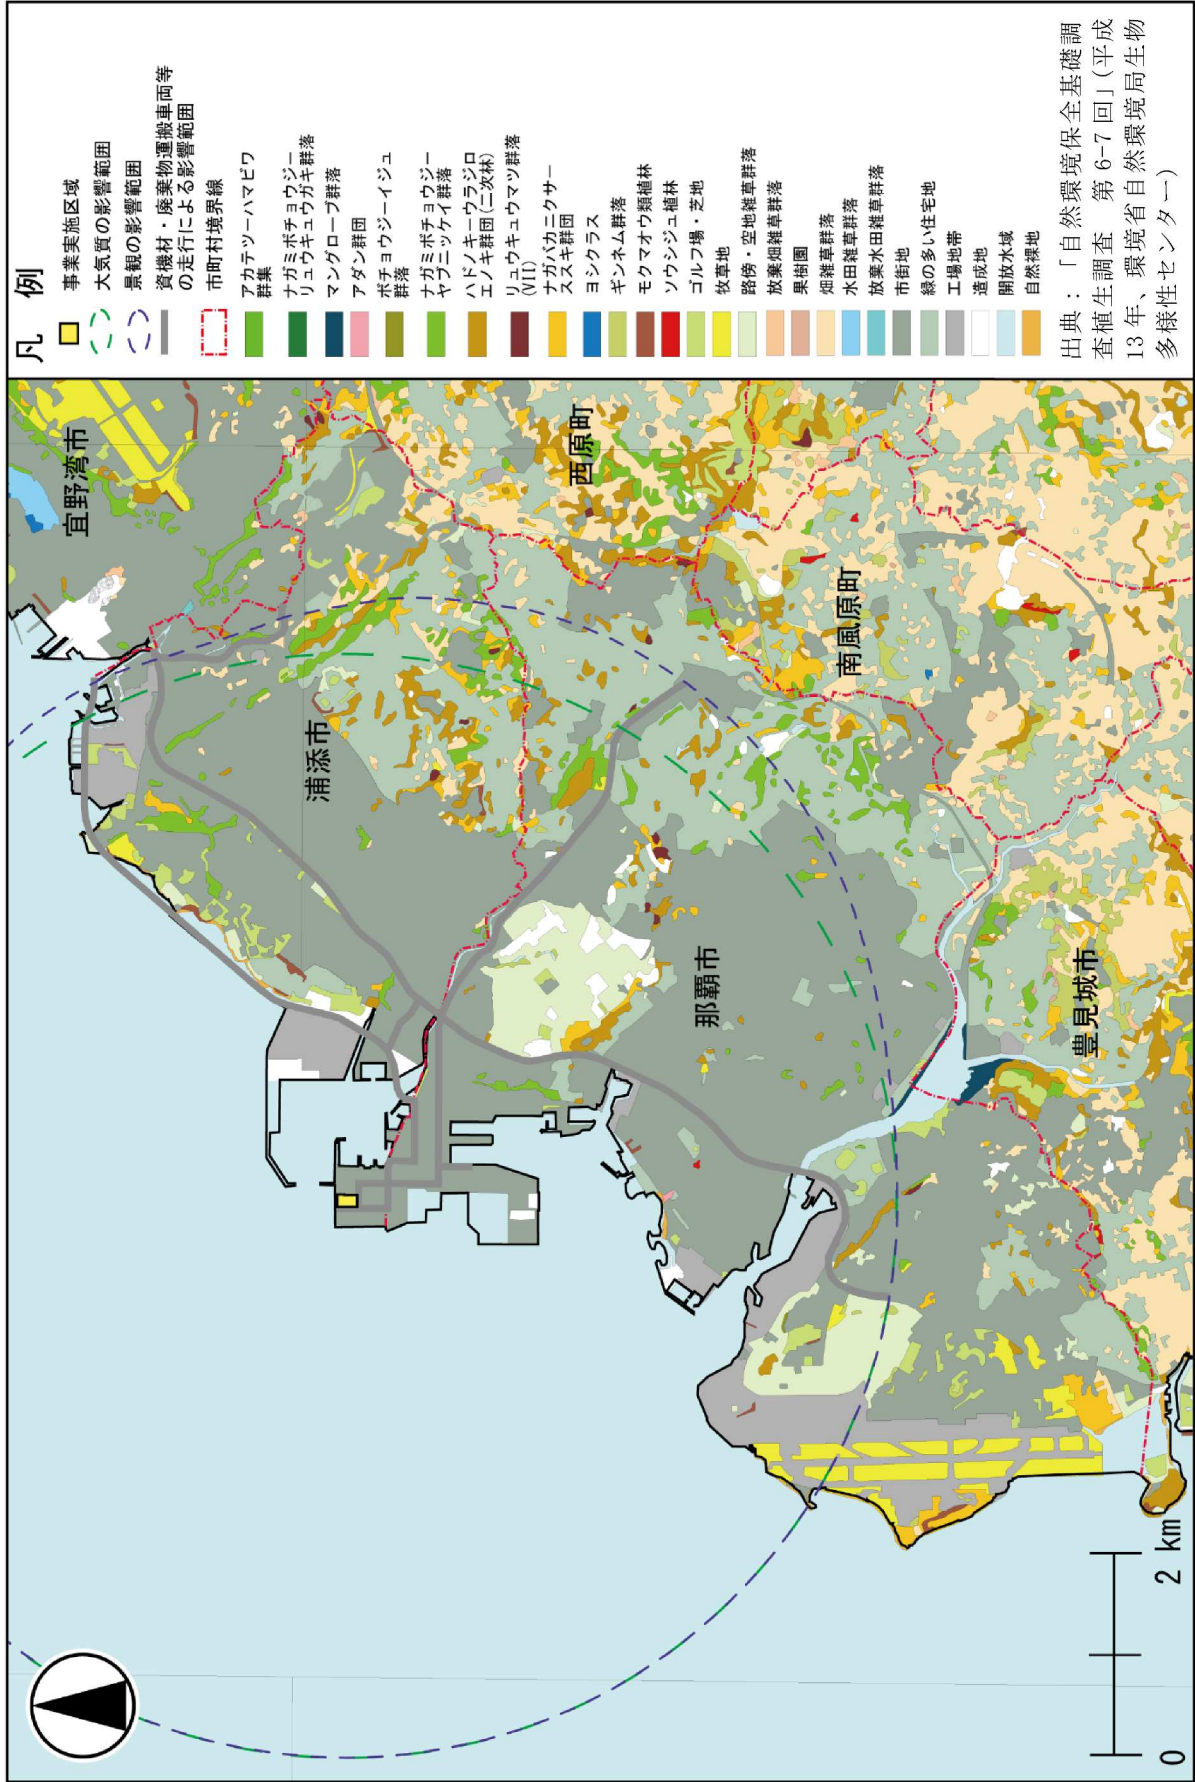 凡 例
事業実施区域
大気質の影響範囲
景観の影響範囲
資機材・廃棄物運搬車両等
の走行による影響範囲
市町村境界線
アカテツーハマビワ
群集
ナガミボチョウジー
リュウキュウガキ群落
マングローブ群落
アダン群団
ボチョウジーイジュ
群落
ナガミボチョウジー
ヤブニッケイ群落
ハドノキーウラジロ
エノキ群団(二次林)
リュウキュウマツ群落
(VII)
ナガバカニクサー
ススキ群団
ヨシクラス
ギンネム群落
モクマオウ類植林
ソウシジュ植林
ゴルフ場・芝地
牧草地
路傍・空地雑草群落
放棄畑雑草群落
果樹園
畑雑草群落
水田雑草群落
放棄水田雑草群落
市街地
緑の多い住宅地
工場地帯
造成地
開放水域
自然裸地
出典：「自然環境保全基礎調
査植生調査 第 6-7 回」(平成
13 年、環境省自然環境局生物
多様性センター)
宜野湾市
西原町
浦添市
南風原町
那覇市
豊見城市
0 2 km